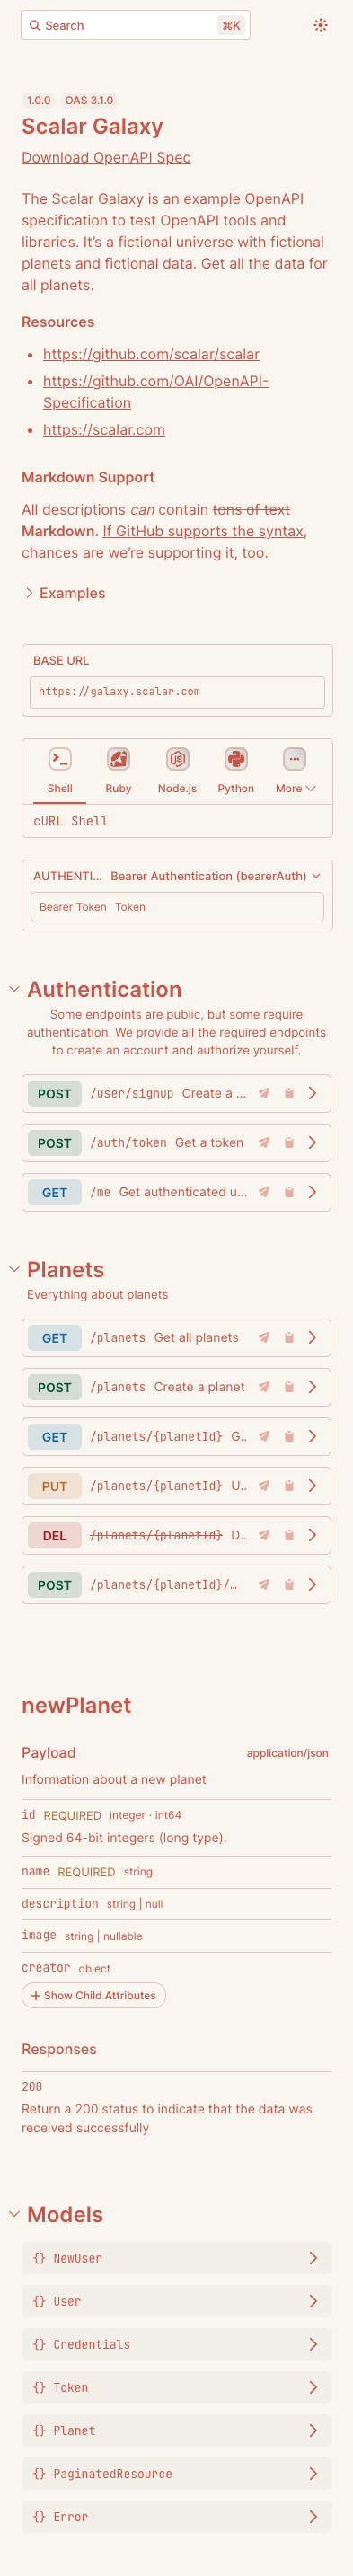 Search ⌘K
1.0.0 OAS 3.1.0
Scalar Galaxy
Download OpenAPI Spec
The Scalar Galaxy is an example OpenAPI
specification to test OpenAPI tools and
libraries. It’s a fictional universe with fictional
planets and fictional data. Get all the data for
all planets.
Resources
• https://github.com/scalar/scalar
• https://github.com/OAI/OpenAPI-
Specification
• https://scalar.com
Markdown Support
All descriptions can contain tons of text
Markdown. If GitHub supports the syntax,
chances are we’re supporting it, too.
Examples
BASE URL
https://galaxy.scalar.com
Shell Ruby Node.js Python More
cURL Shell
AUTHENTI... Bearer Authentication (bearerAuth)
Bearer Token Token
Authentication
Some endpoints are public, but some require
authentication. We provide all the required endpoints
to create an account and authorize yourself.
POST /user/signup Create a ...
POST /auth/token Get a token
GET /me Get authenticated u...
Planets
Everything about planets
GET /planets Get all planets
POST /planets Create a planet
GET /planets/{planetId} G..
PUT /planets/{planetId} U..
DEL /planets/{planetId} D..
POST /planets/{planetId}/…
newPlanet
Payload application/json
Information about a new planet
id REQUIRED integer · int64
Signed 64-bit integers (long type).
name REQUIRED string
description string | null
image string | nullable
creator object
+ Show Child Attributes
Responses
200
Return a 200 status to indicate that the data was
received successfully
Models
{} NewUser
{} User
{} Credentials
{} Token
{} Planet
{} PaginatedResource
{} Error